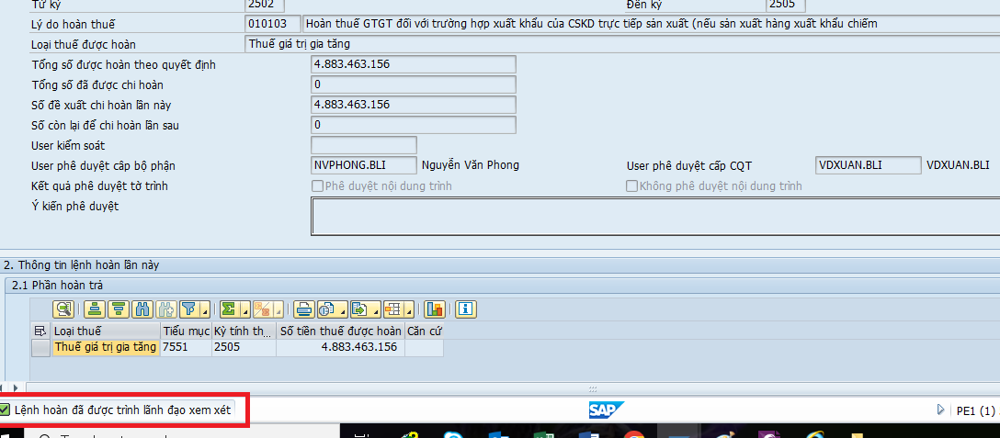 Từ kỳ 2502 Đến kỳ 2505
Lý do hoàn thuế 010103 Hoàn thuế GTGT đối với trường hợp xuất khẩu của CSKD trực tiếp sản xuất (nếu sản xuất hàng xuất khẩu chiếm
Loại thuế được hoàn Thuế giá trị gia tăng
Tổng số được hoàn theo quyết định 4.883.463.156
Tổng số đã được chi hoàn 0
Số đề xuất chi hoàn lần này 4.883.463.156
Số còn lại để chi hoàn lần sau 0
User kiểm soát
User phê duyệt câp bộ phận NVPHONG.BLI Nguyễn Văn Phong User phê duyệt cấp CQT VDXUAN.BLI VDXUAN.BLI
Kết quả phê duyệt tờ trình Phê duyệt nội dung trình Không phê duyệt nội dung trình
Ý kiến phê duyệt
2. Thông tin lệnh hoàn lần này
2.1 Phần hoàn trả
Loại thuế Tiểu mục Kỳ tính th... Số tiền thuế được hoàn Căn cứ
Thuế giá trị gia tăng 7551 2505 4.883.463.156
Lệnh hoàn đã được trình lãnh đạo xem xét SAP PE1 (1)